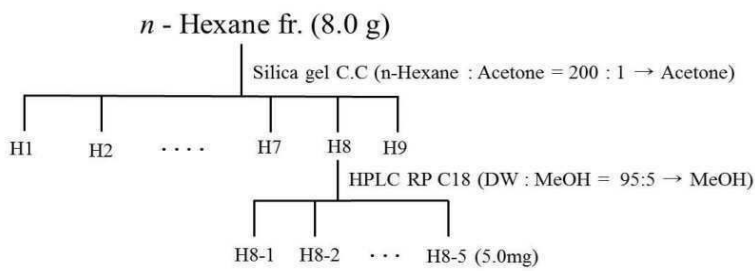 n - Hexane fr. (8.0 g)
Silica gel C.C (n-Hexane : Acetone = 200 : 1 → Acetone)
H1 H2 ···· H7 H8 H9
HPLC RP C18 (DW : MeOH = 95:5 → MeOH)
H8-1 H8-2 ··· H8-5 (5.0mg)